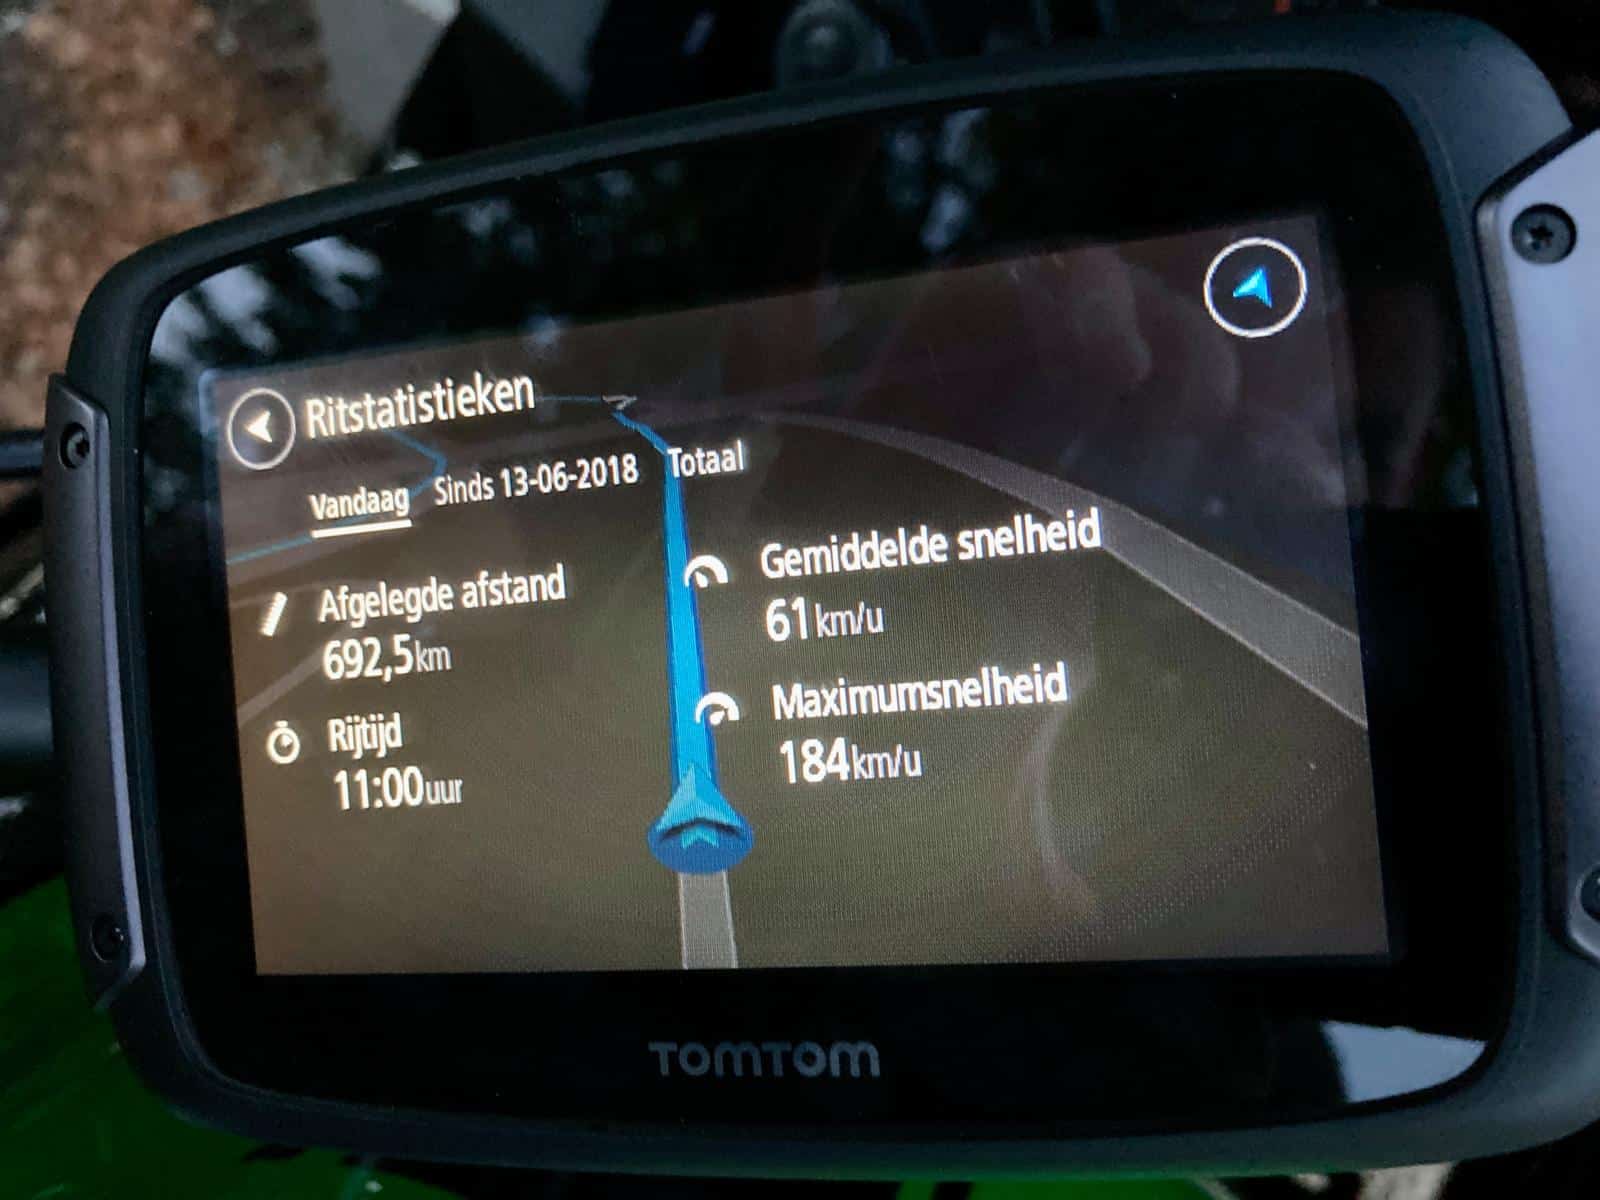 Ritstatistieken
Vandaag Sinds 13-06-2018 Totaal
Afgelegde afstand
692,5km
Rijtijd
11:00uur
Gemiddelde snelheid
61km/u
Maximumsnelheid
184km/u
TOMTOM